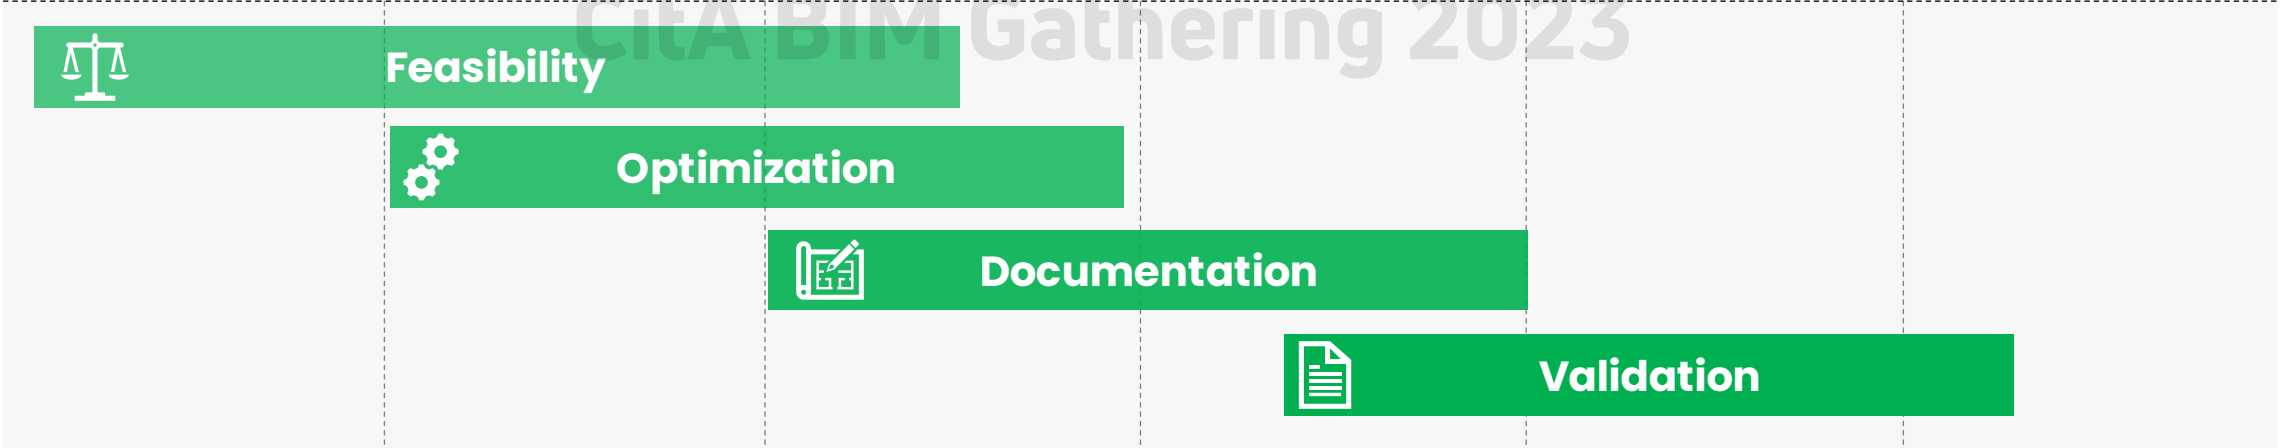 CitA BIM Gathering 2023
Feasibility
Optimization
Documentation
Validation